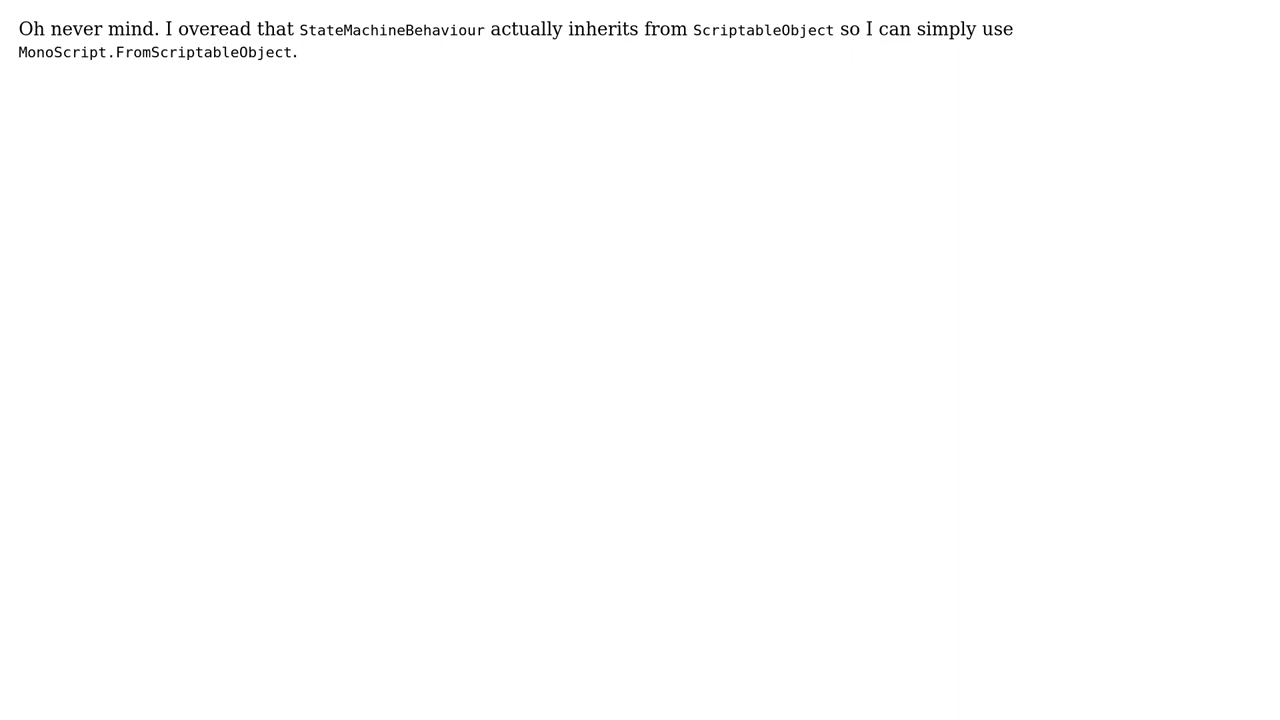 Oh never mind. I overead that StateMachineBehaviour actually inherits from ScriptableObject so I can simply use
MonoScript.FromScriptableObject.